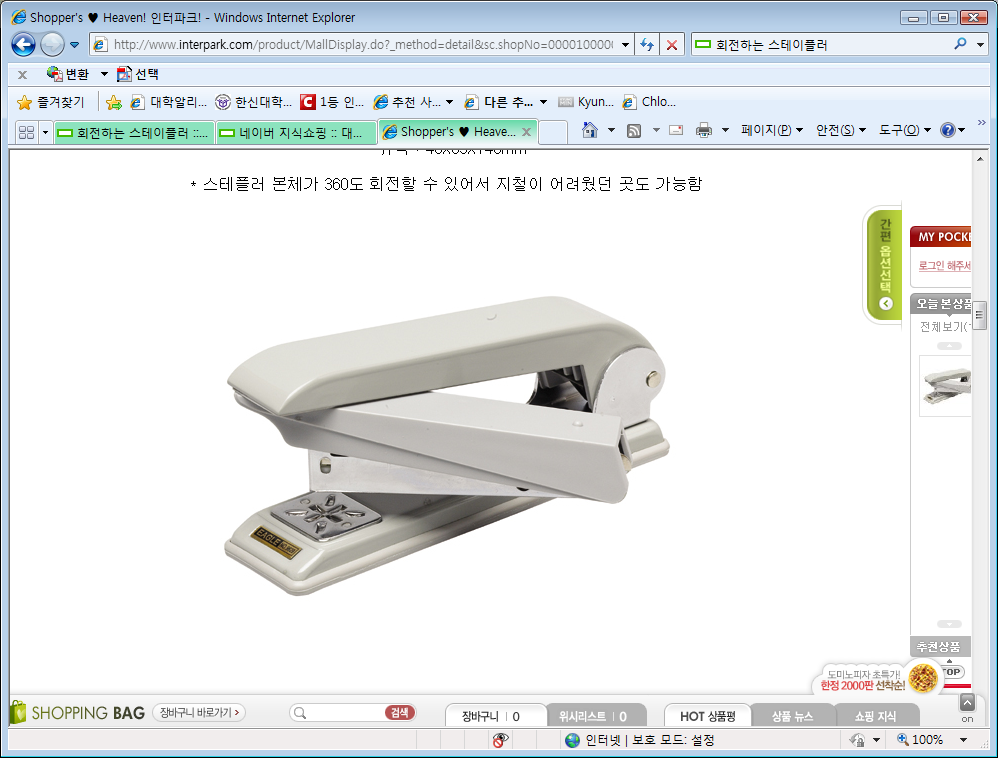 Shopper's ♥ Heaven! 인터파크! - Windows Internet Explorer
http://www.interpark.com/product/MallDisplay.do?_method=detail&sc.shopNo=000010000
회전하는 스테이플러
x 변환 선택
즐겨찾기 대학알리... 한신대학... 1등 인... 추천 사... 다른 추... Kyun... Chlo...
회전하는 스테이플러 ::... 네이버 지식쇼핑 :: 대... Shopper's ♥ Heave... x 페이지(P) 안전(S) 도구(O) »
* 스테플러 본체가 360도 회전할 수 있어서 지철이 어려웠던 곳도 가능함
간편 옵션선택
MY POCKE
로그인 해주세
오늘 본상품
전체보기(
EAGLE
추천상품
TOP
도미노피자 초특가!
한정 2000판 선착순!
SHOPPING BAG 장바구니 바로가기 > 검색 장바구니 | 0 위시리스트 | 0 HOT 상품평 상품 뉴스 쇼핑 지식 on
인터넷 | 보호 모드: 설정 100%